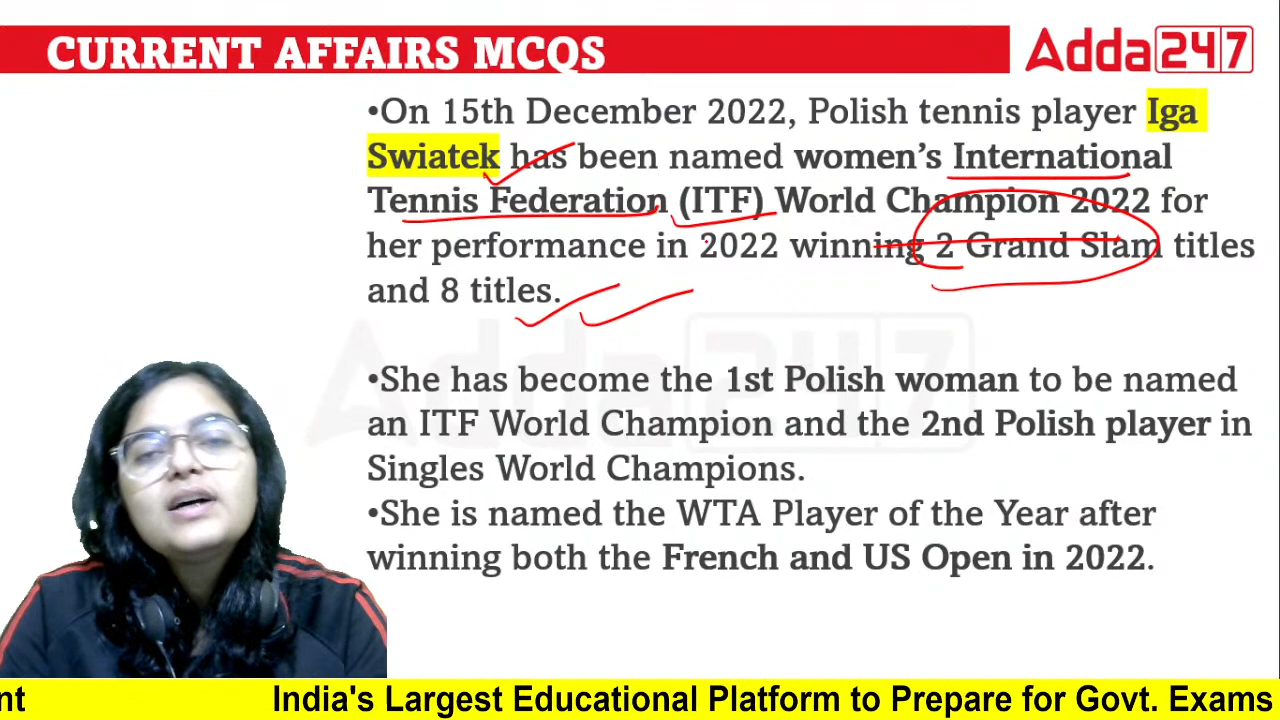 CURRENT AFFAIRS MCQS
Adda247
•On 15th December 2022, Polish tennis player Iga
Swiatek has been named women's International
Tennis Federation (ITF) World Champion 2022 for
her performance in 2022 winning 2 Grand Slam titles
and 8 titles.
Adda247
•She has become the 1st Polish woman to be named
an ITF World Champion and the 2nd Polish player in
Singles World Champions.
•She is named the WTA Player of the Year after
winning both the French and US Open in 2022.
nt India's Largest Educational Platform to Prepare for Govt. Exams